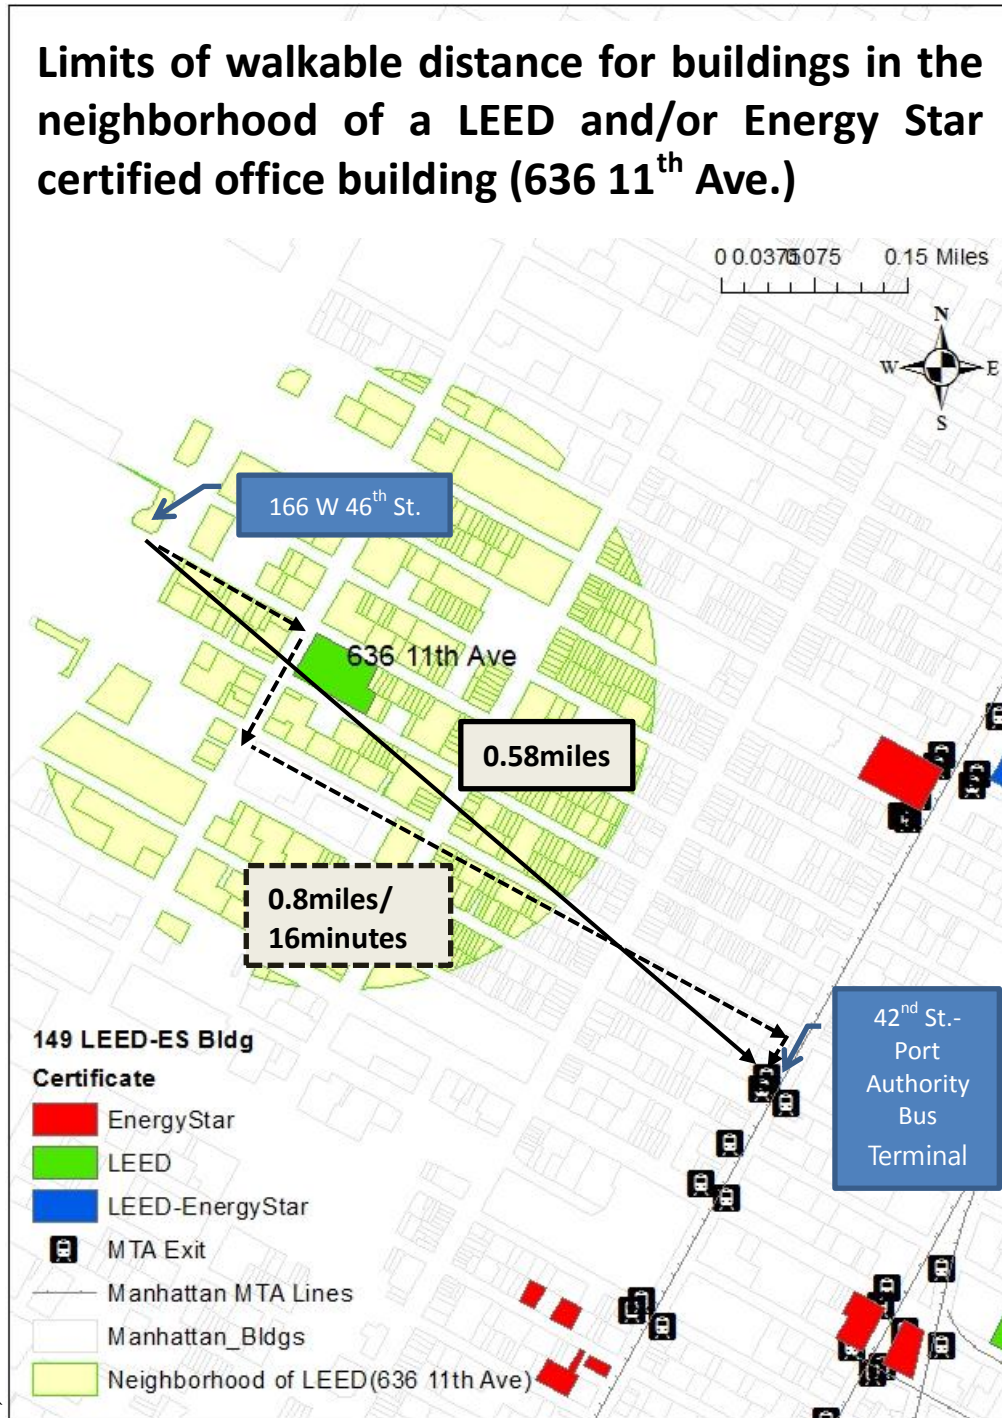 Limits of walkable distance for buildings in the
neighborhood of a LEED and/or Energy Star
certified office building (636 11th Ave.)
0 0.0375 0.075 0.15 Miles
N
W E
S
166 W 46th St.
636 11th Ave
0.58miles
0.8miles/
16minutes
42nd St.-
Port
Authority
Bus
Terminal
149 LEED-ES Bldg
Certificate
EnergyStar
LEED
LEED-EnergyStar
MTA Exit
Manhattan MTA Lines
Manhattan_Bldgs
Neighborhood of LEED(636 11th Ave)